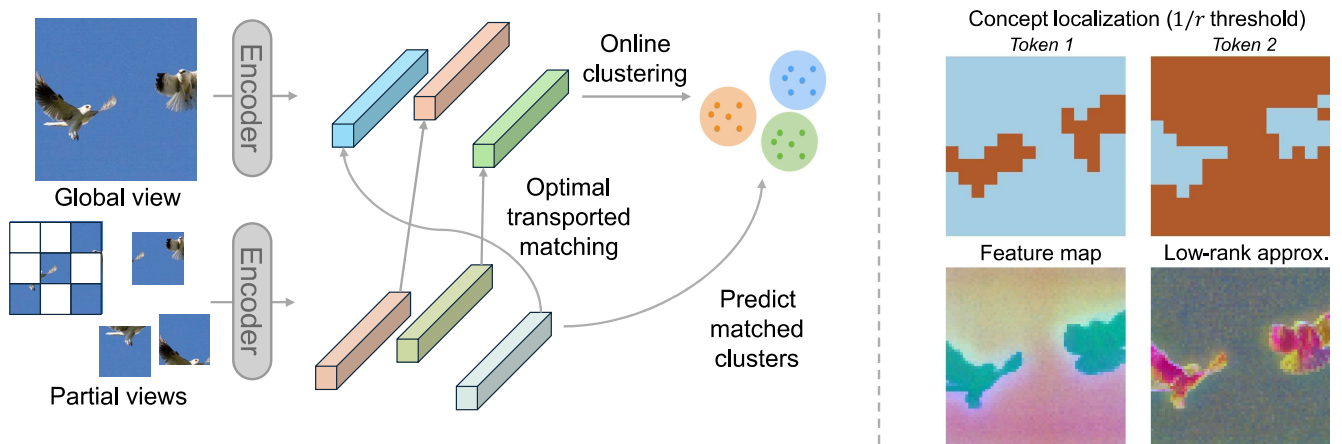 Global view
Encoder
Partial views
Encoder
Online
clustering
Optimal
transported
matching
Predict
matched
clusters
Concept localization (1/r threshold)
Token 1
Token 2
Feature map
Low-rank approx.